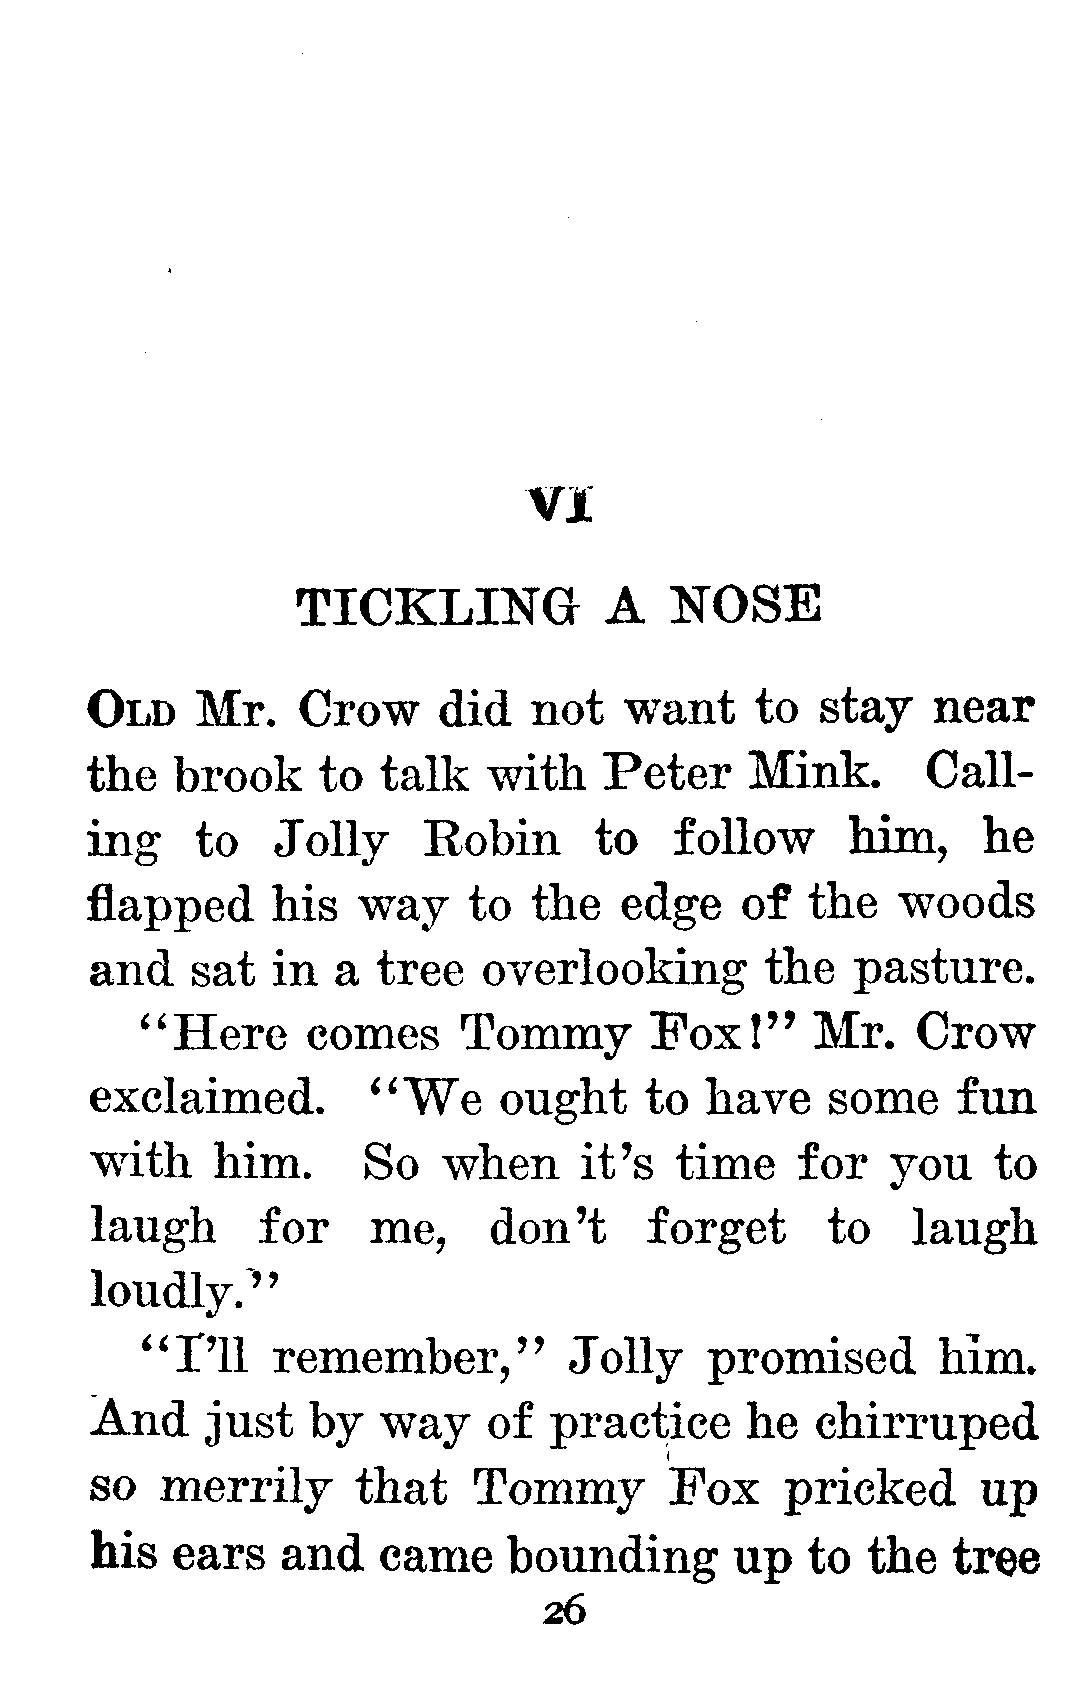 VI
TICKLING A NOSE
OLD Mr. Crow did not want to stay near
the brook to talk with Peter Mink. Call-
ing to Jolly Robin to follow him, he
flapped his way to the edge of the woods
and sat in a tree overlooking the pasture.
"Here comes Tommy Fox!" Mr. Crow
exclaimed. "We ought to have some fun
with him. So when it's time for you to
laugh for me, don't forget to laugh
loudly."
"I'll remember," Jolly promised him.
And just by way of practice he chirruped
so merrily that Tommy Fox pricked up
his ears and came bounding up to the tree
26